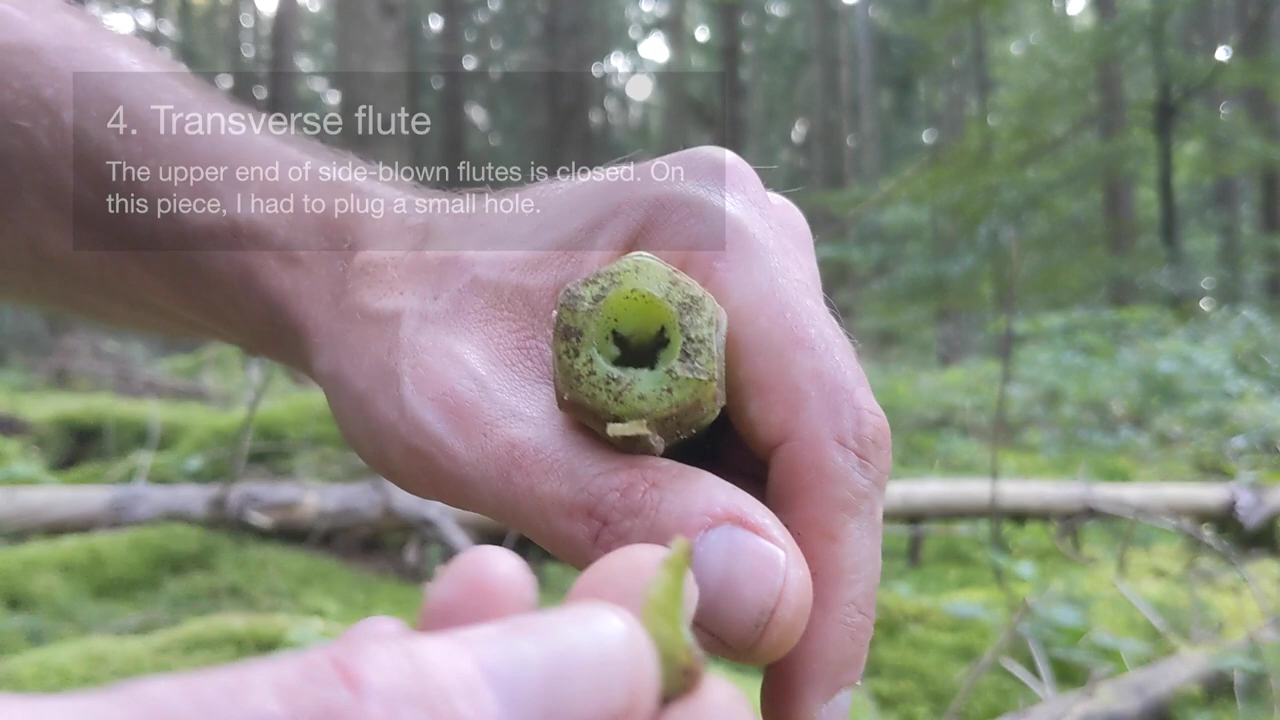 4. Transverse flute
The upper end of side-blown flutes is closed. On
this piece, I had to plug a small hole.